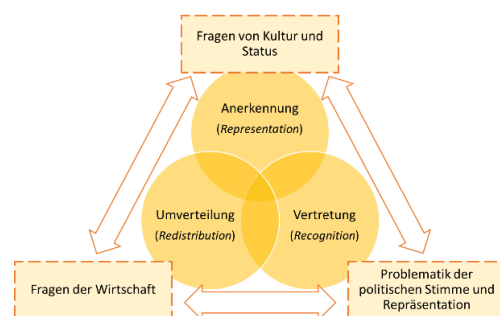 Fragen von Kultur und
Status
Anerkennung
(Representation)
Umverteilung
(Redistribution)
Vertretung
(Recognition)
Fragen der Wirtschaft
Problematik der
politischen Stimme und
Repräsentation